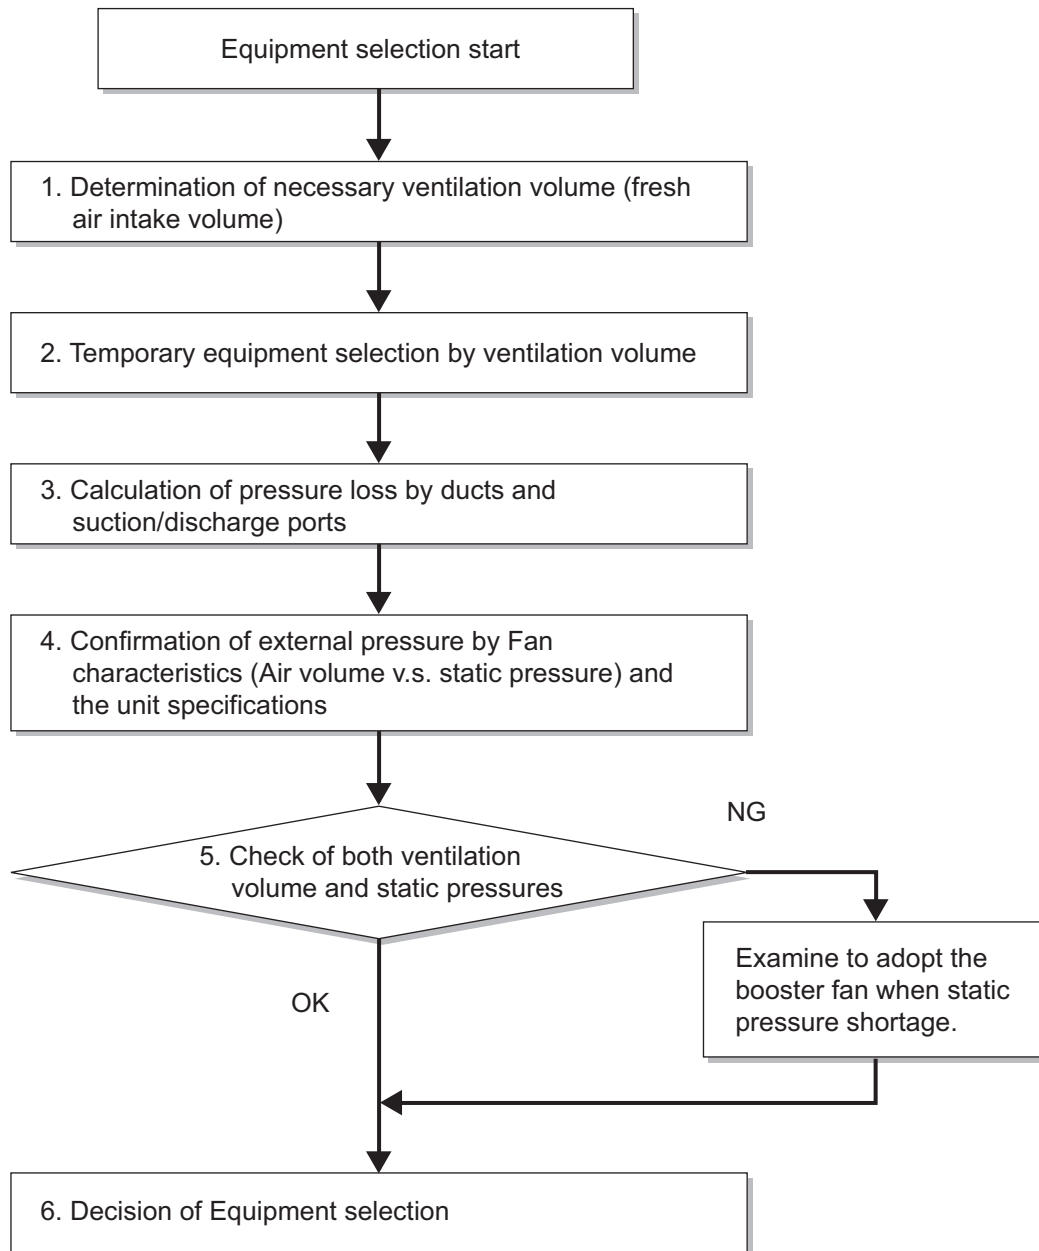 Equipment selection start
1. Determination of necessary ventilation volume (fresh
air intake volume)
2. Temporary equipment selection by ventilation volume
3. Calculation of pressure loss by ducts and
suction/discharge ports
4. Confirmation of external pressure by Fan
characteristics (Air volume v.s. static pressure) and
the unit specifications
NG
5. Check of both ventilation
volume and static pressures
Examine to adopt the
booster fan when static
pressure shortage.
OK
6. Decision of Equipment selection